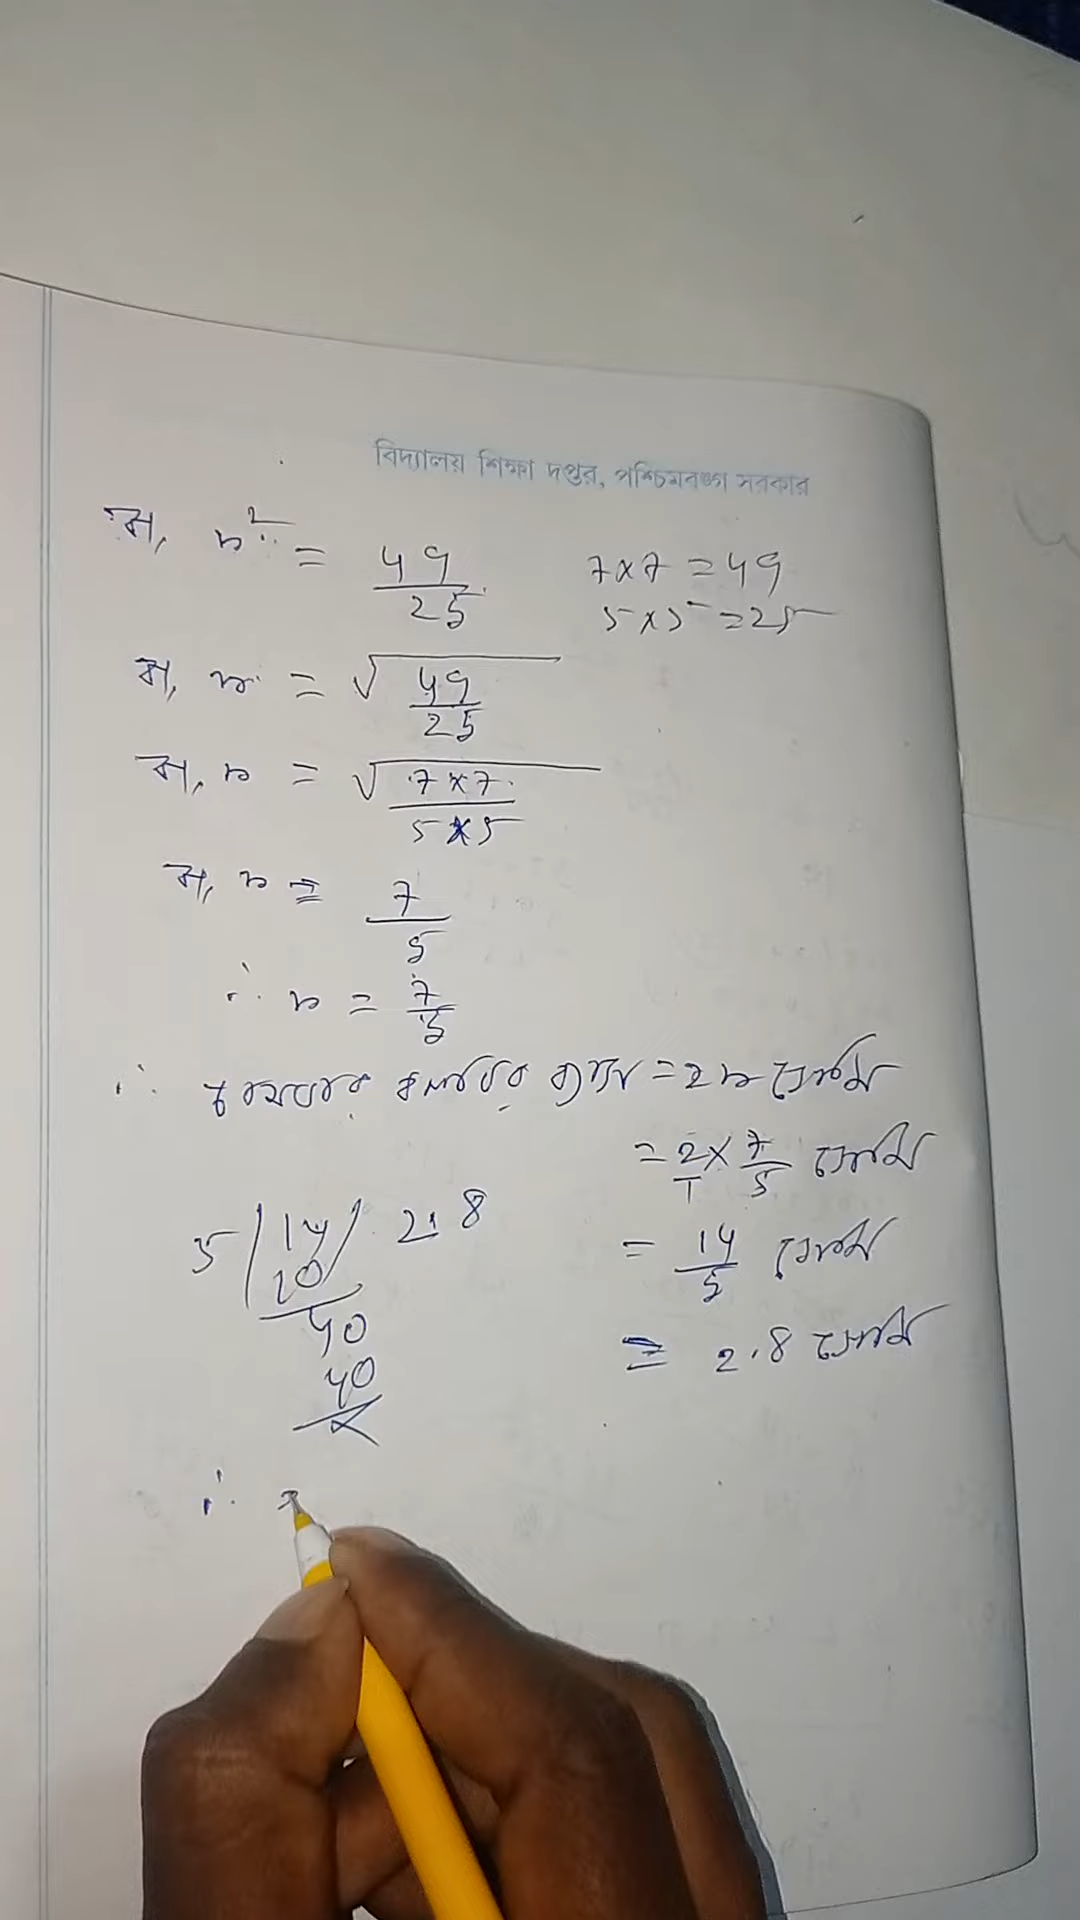 বিদ্যালয় শিক্ষা দপ্তর, পশ্চিমবঙ্গ সরকার
বা, r² = 49/25
7×7 = 49
5×5 = 25
বা, r = √(49/25)
বা, r = √(7×7/5×5)
বা, r = 7/5
∴ r = 7/5
∴ ব্যাস = 2r সেমি
= 2/1 × 7/5 সেমি
= 14/5 সেমি
= 2.8 সেমি
5 / 14 / 2.8
10
40
40
×
∴